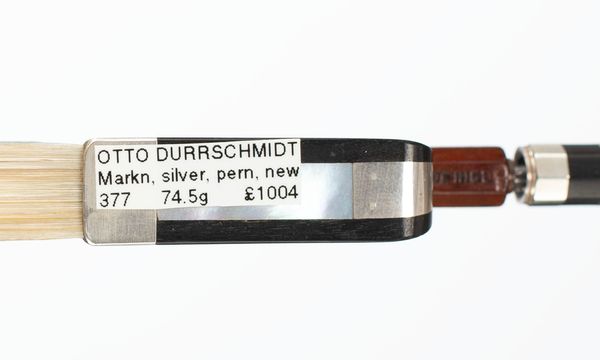 OTTO DURRSCHMIDT
Markn, silver, pern, new
377 74.5g £1004